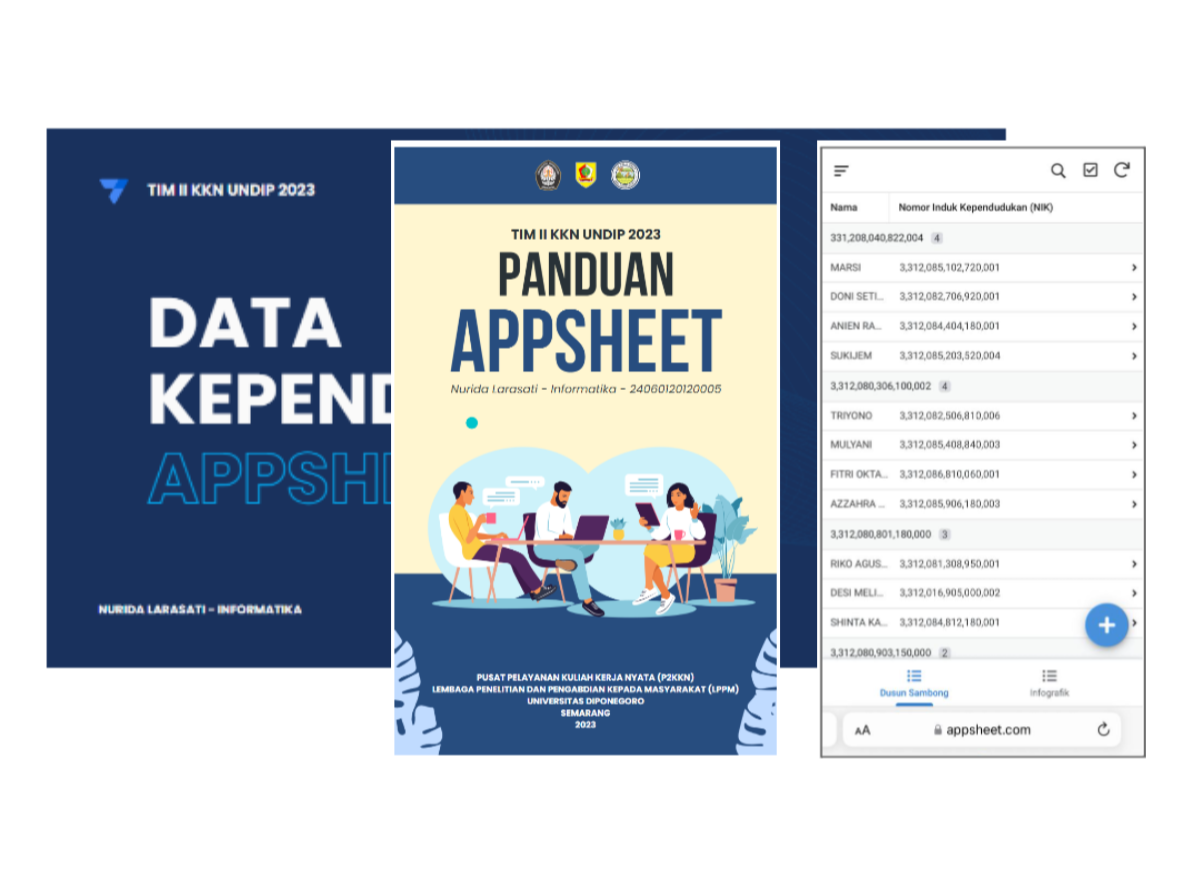 TIM II KKN UNDIP 2023
DATA
KEPEND
APPSHE
NURIDA LARASATI - INFORMATIKA
TIM II KKN UNDIP 2023
PANDUAN
APPSHEET
Nurida Larasati - Informatika - 24060120120005
PUSAT PELAYANAN KULIAH KERJA NYATA (P2KKN)
LEMBAGA PENELITIAN DAN PENGABDIAN KEPADA MASYARAKAT (LPPM)
UNIVERSITAS DIPONEGORO
SEMARANG
2023
Nama Nomor Induk Kependudukan (NIK)
331,208,040,822,004 4
MARSI 3,312,085,102,720,001
DONI SETI... 3,312,082,706,920,001
ANIEN RA... 3,312,084,404,180,001
SUKIJEM 3,312,085,203,520,004
3,312,080,306,100,002 4
TRIYONO 3,312,082,506,810,006
MULYANI 3,312,085,408,840,003
FITRI OKTA... 3,312,086,810,060,001
AZZAHRA ... 3,312,085,906,180,003
3,312,080,801,180,000 3
RIKO AGUS... 3,312,081,308,950,001
DESI MELI... 3,312,016,905,000,002
SHINTA KA... 3,312,084,812,180,001
3,312,080,903,150,000 2
Dusun Sambong Infografik
AA appsheet.com